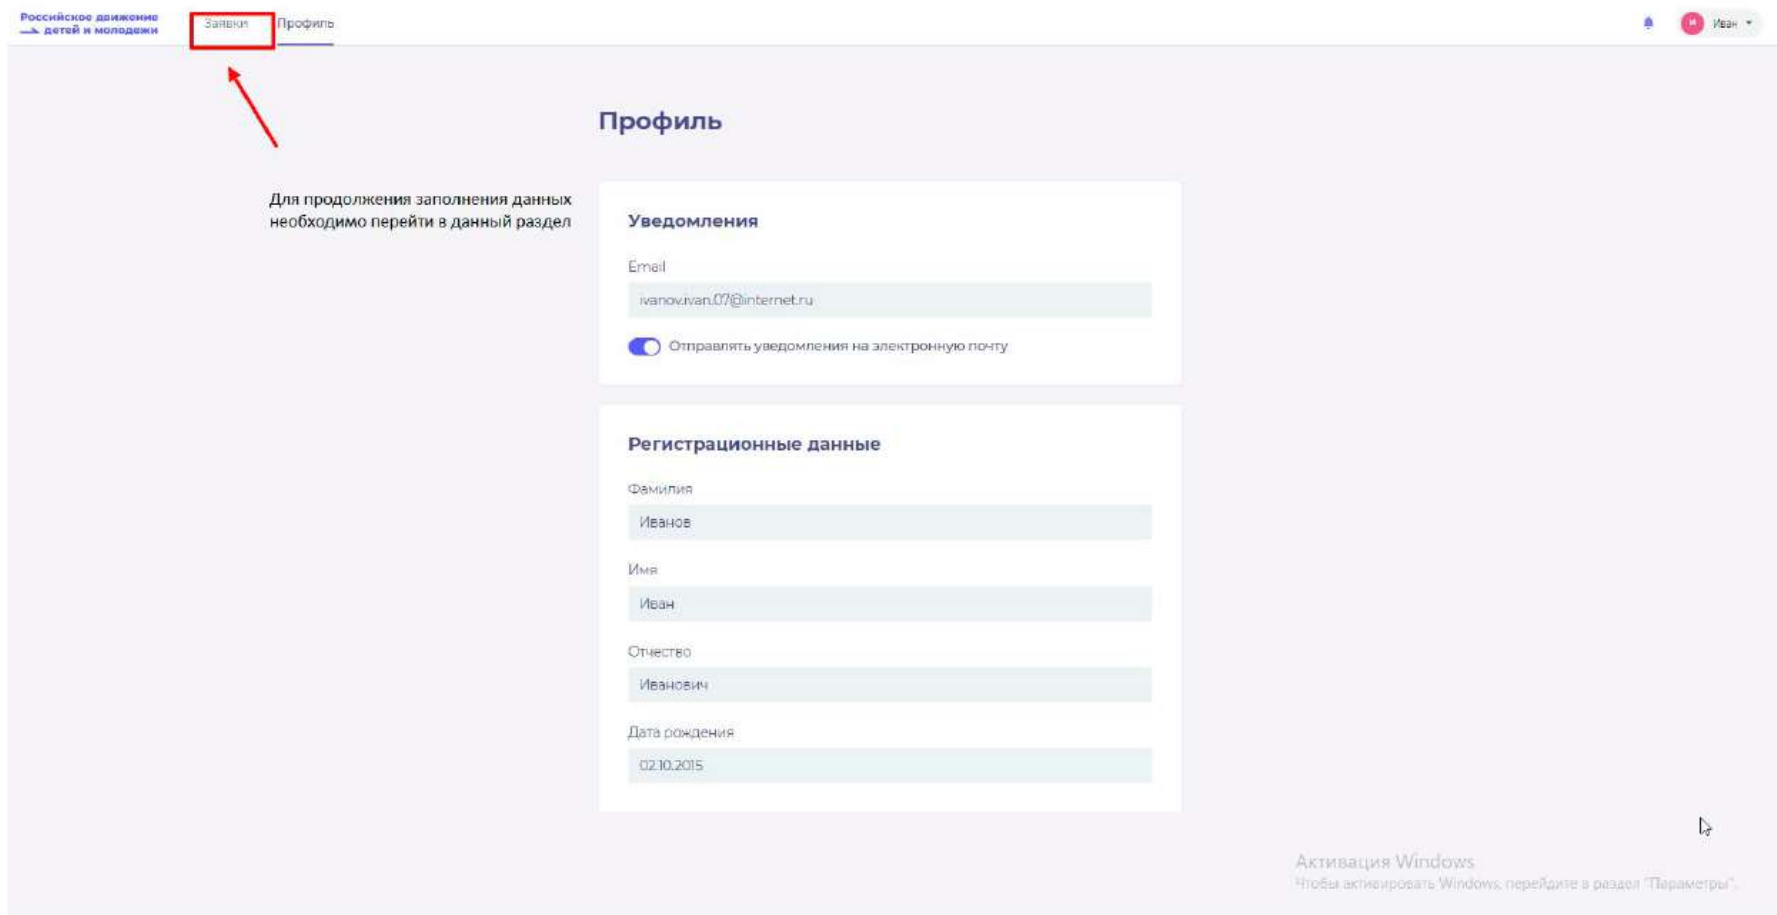 Российское движение
детей и молодежи
Заявки
Профиль
Иван
Профиль
Для продолжения заполнения данных
необходимо перейти в данный раздел
Уведомления
Email
ivanov.ivan.07@internet.ru
Отправлять уведомления на электронную почту
Регистрационные данные
Фамилия
Иванов
Имя
Иван
Отчество
Иванович
Дата рождения
02.10.2015
Активация Windows
Чтобы активировать Windows, перейдите в раздел "Параметры".